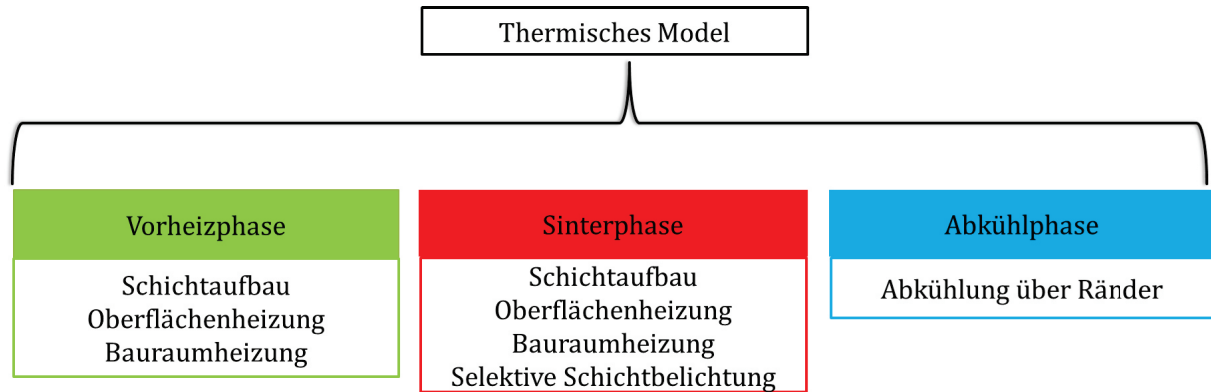 Thermisches Model
Vorheizphase
Schichtaufbau
Oberflächenheizung
Bauraumheizung
Sinterphase
Schichtaufbau
Oberflächenheizung
Bauraumheizung
Selektive Schichtbelichtung
Abkühlphase
Abkühlung über Ränder